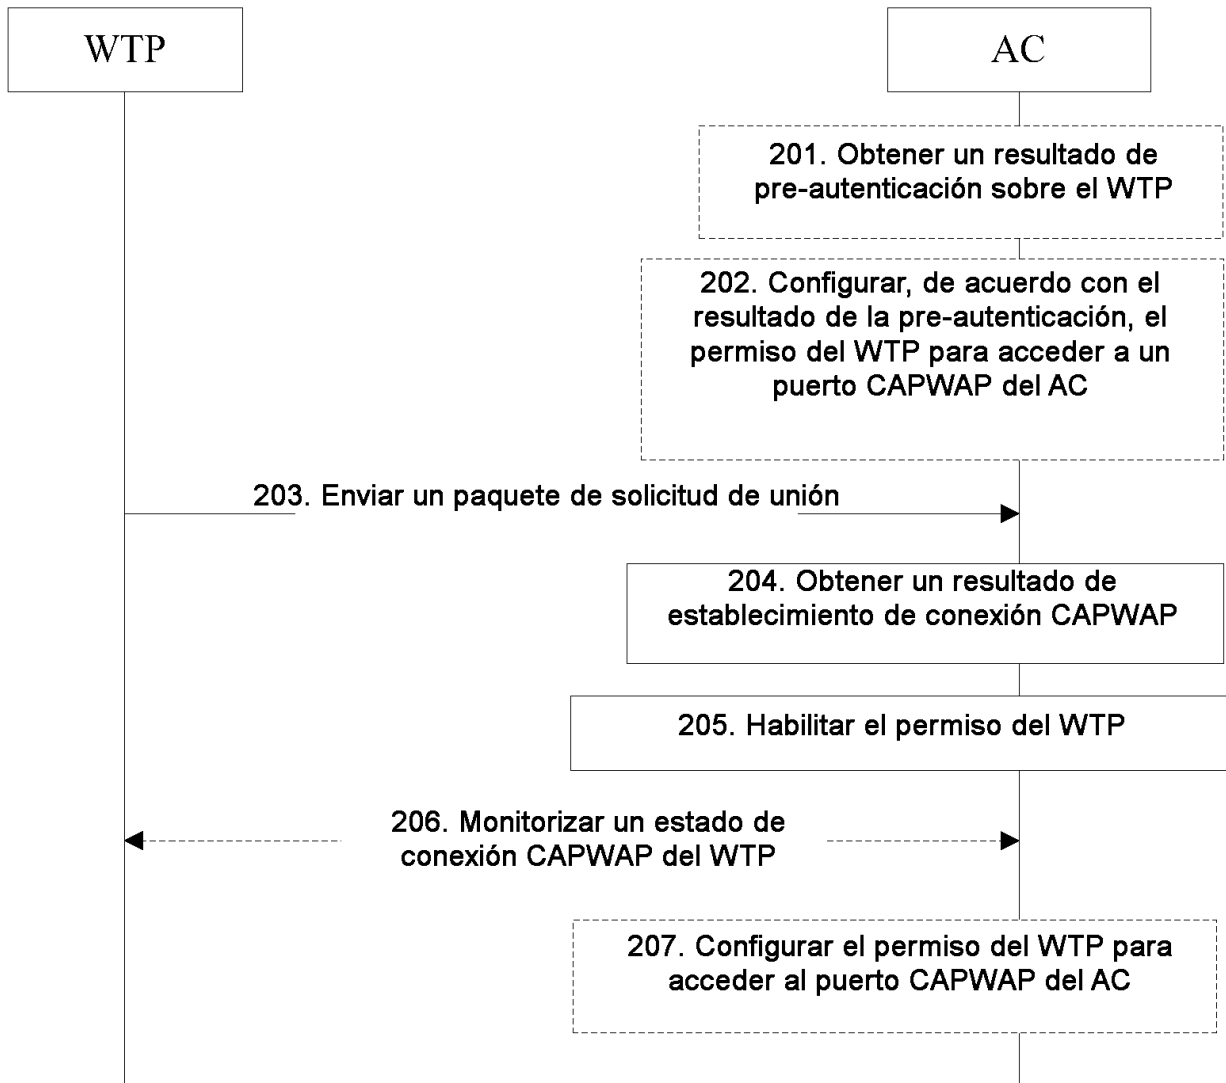 WTP
AC
201. Obtener un resultado de
pre-autenticación sobre el WTP
202. Configurar, de acuerdo con el
resultado de la pre-autenticación, el
permiso del WTP para acceder a un
puerto CAPWAP del AC
203. Enviar un paquete de solicitud de unión
204. Obtener un resultado de
establecimiento de conexión CAPWAP
205. Habilitar el permiso del WTP
206. Monitorizar un estado de
conexión CAPWAP del WTP
207. Configurar el permiso del WTP para
acceder al puerto CAPWAP del AC